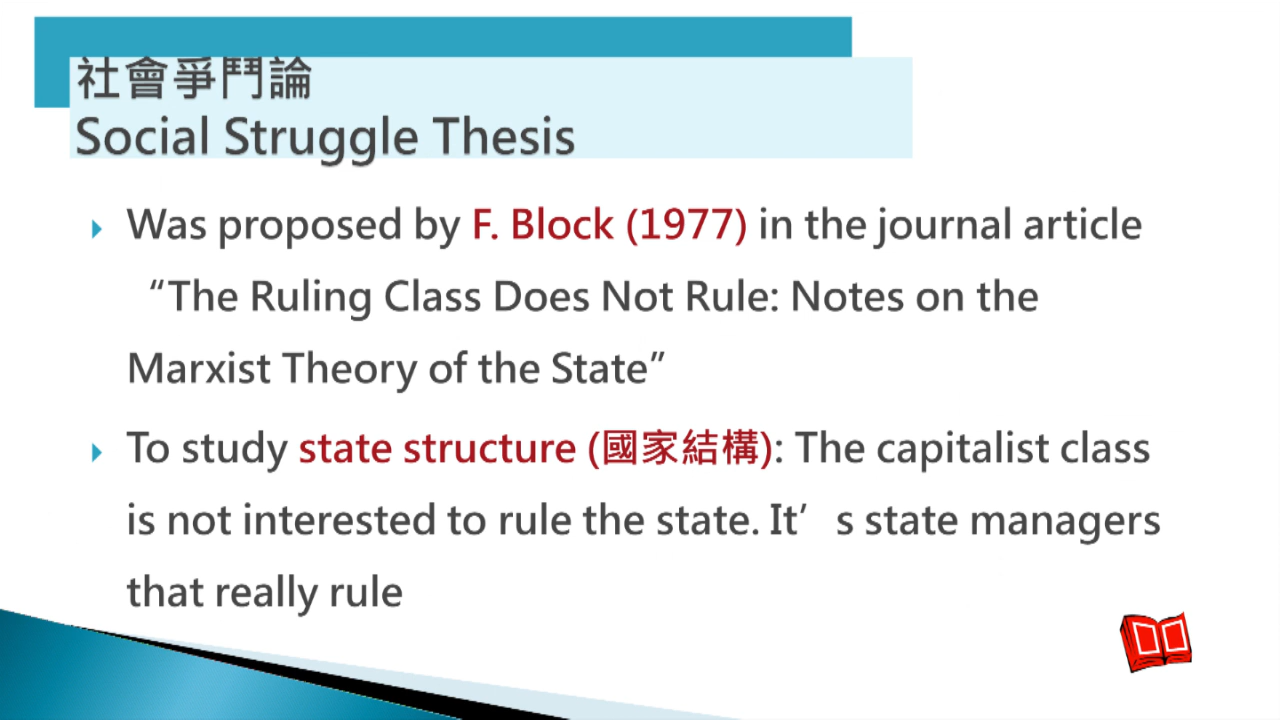 社會爭鬥論
Social Struggle Thesis
Was proposed by F. Block (1977) in the journal article
“The Ruling Class Does Not Rule: Notes on the
Marxist Theory of the State”
To study state structure (國家結構): The capitalist class
is not interested to rule the state. It’s state managers
that really rule